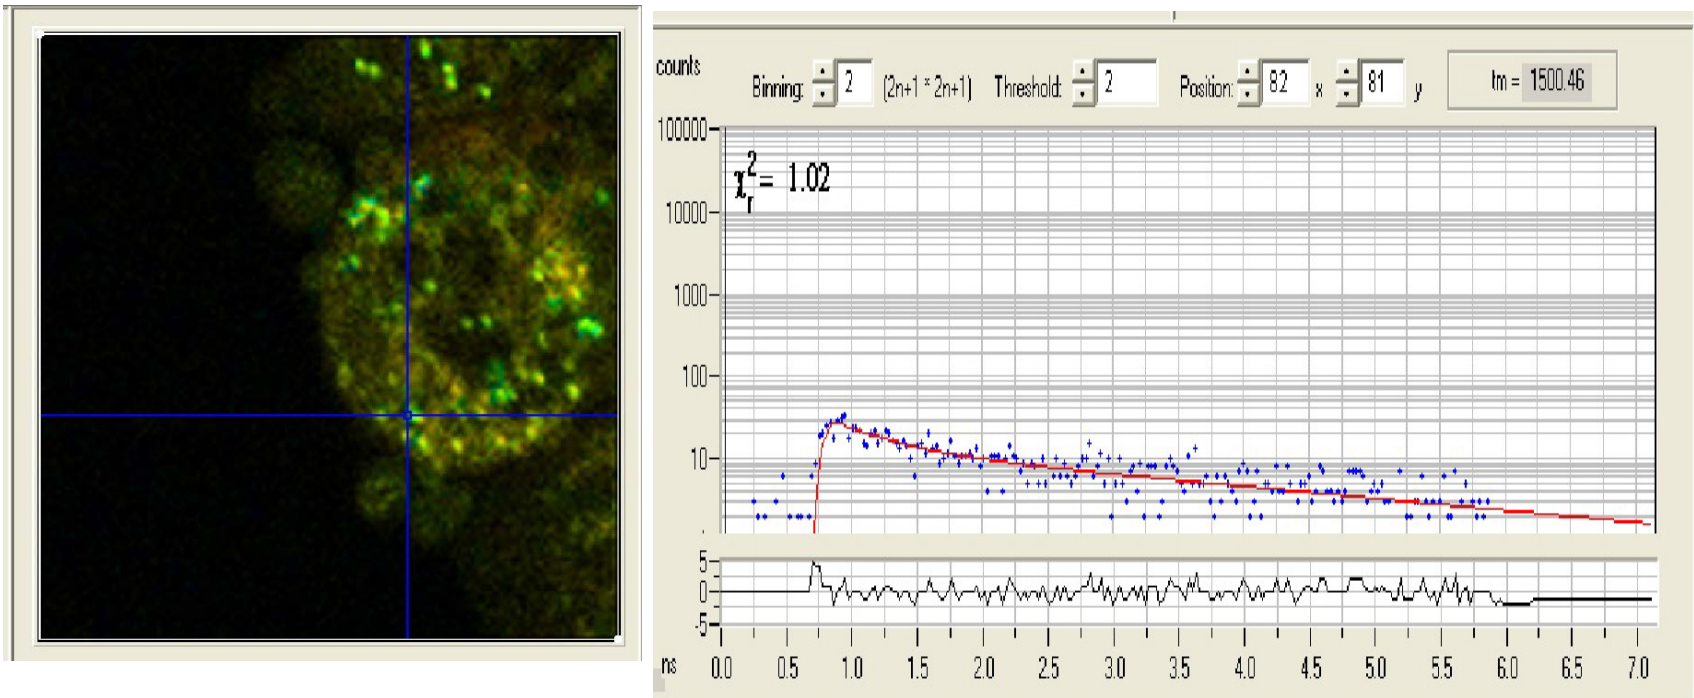 counts
Binning: 2 (2n+1 * 2n+1) Threshold: 2 Position: 82 x 81 y tm = 1500.46
100000
χ²r = 1.02
10000
1000
100
10
5
0
-5
ns 0.0 0.5 1.0 1.5 2.0 2.5 3.0 3.5 4.0 4.5 5.0 5.5 6.0 6.5 7.0